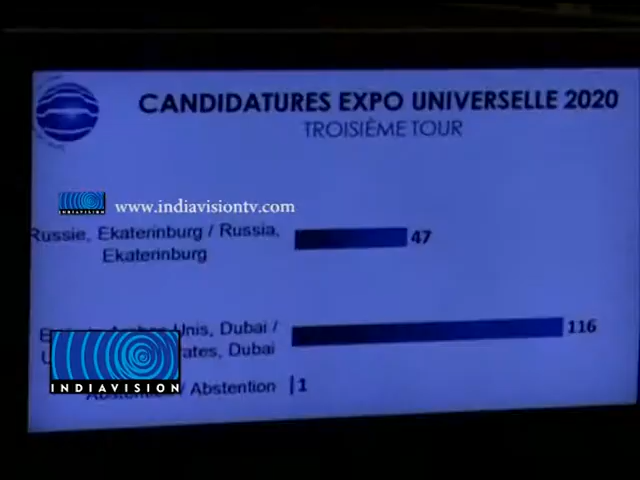 CANDIDATURES EXPO UNIVERSELLE 2020
TROISIÈME TOUR
www.indiavisiontv.com
Russie, Ekaterinburg / Russia, 47
Ekaterinburg
Unis, Dubai / 116
Dubai
/ Abstention 1
INDIAVISION